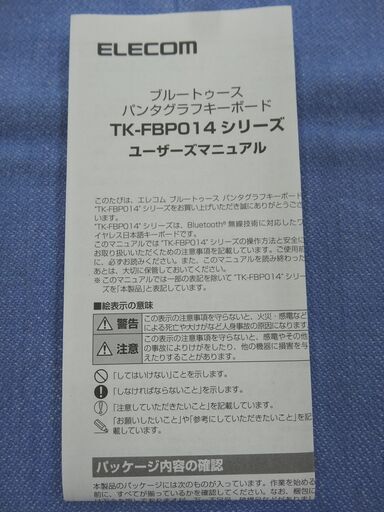 ELECOM
ブルートゥース
パンタグラフキーボード
TK-FBP014シリーズ
ユーザーズマニュアル
このたびは、エレコム ブルートゥース パンタグラフキーボード
"TK-FBP014"シリーズをお買い上げいただき誠にありがとうござ
います。
"TK-FBP014"シリーズは、Bluetooth® 無線技術に対応したワ
イヤレス日本語キーボードです。
このマニュアルでは"TK-FBP014"シリーズの操作方法と安全に
お取り扱いいただくための注意事項を記載しています。ご使用前
に、必ずお読みください。また、このマニュアルを読み終わった
あとは、大切に保管しておいてください。
※ このマニュアルでは一部の表記を除いて"TK-FBP014"シリー
ズを「本製品」と表記しています。
■絵表示の意味
警告
この表示の注意事項を守らないと、火災・感電など
による死亡や大けがなど人身事故の原因になります
注意
この表示の注意事項を守らないと、感電やその他
の事故によりけがをしたり、他の機器に損害を与
えたりすることがあります。
「してはいけない」ことを示します。
「しなければならないこと」を示します。
「注意していただきたいこと」を記載しています。
「お願いしたいこと」や「参考にしていただきたいこと」を
記載しています。
パッケージ内容の確認
本製品のパッケージには次のものが入っています。作業を始める
前に、すべてが揃っているかを確認してください。なお、梱包に